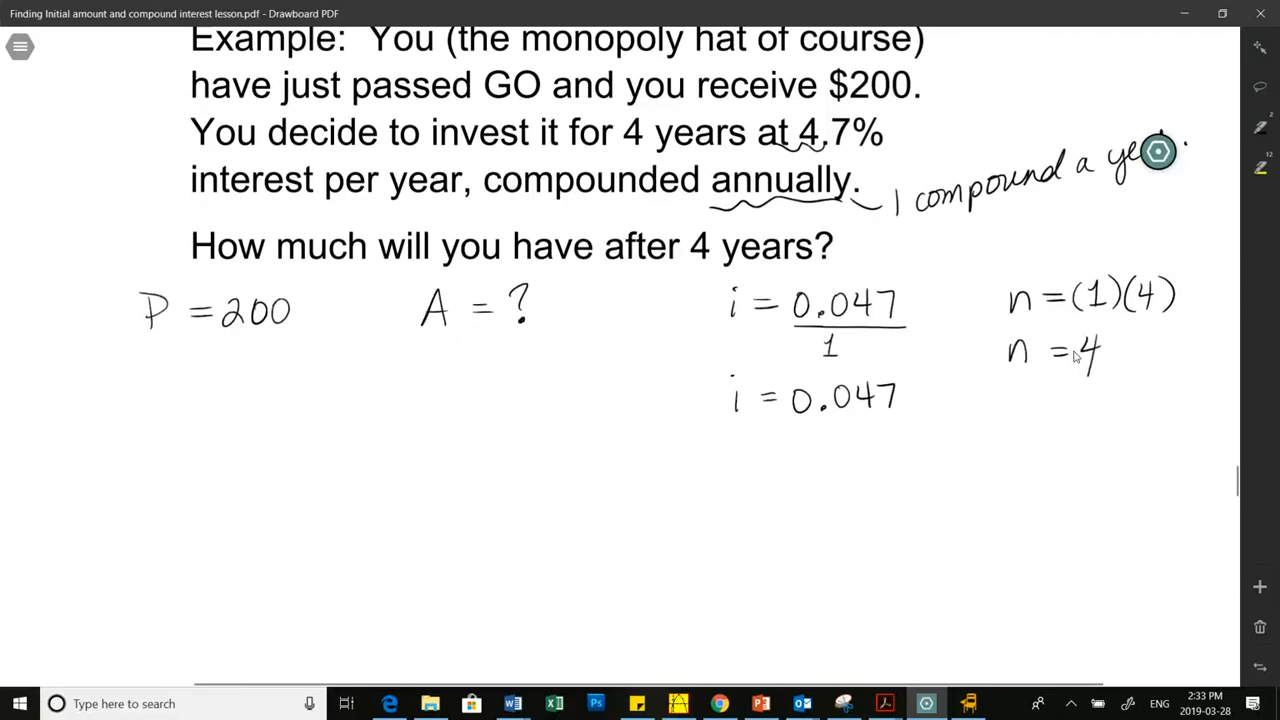 Finding Initial amount and compound interest lesson.pdf - Drawboard PDF
Example: You (the monopoly hat of course)
have just passed GO and you receive $200.
You decide to invest it for 4 years at 4.7%
interest per year, compounded annually.
1 compound a ye
How much will you have after 4 years?
P = 200
A = ?
i = 0.047
1
i = 0.047
n = (1)(4)
n = 4
2
12
Type here to search
ENG
2:33 PM
2019-03-28